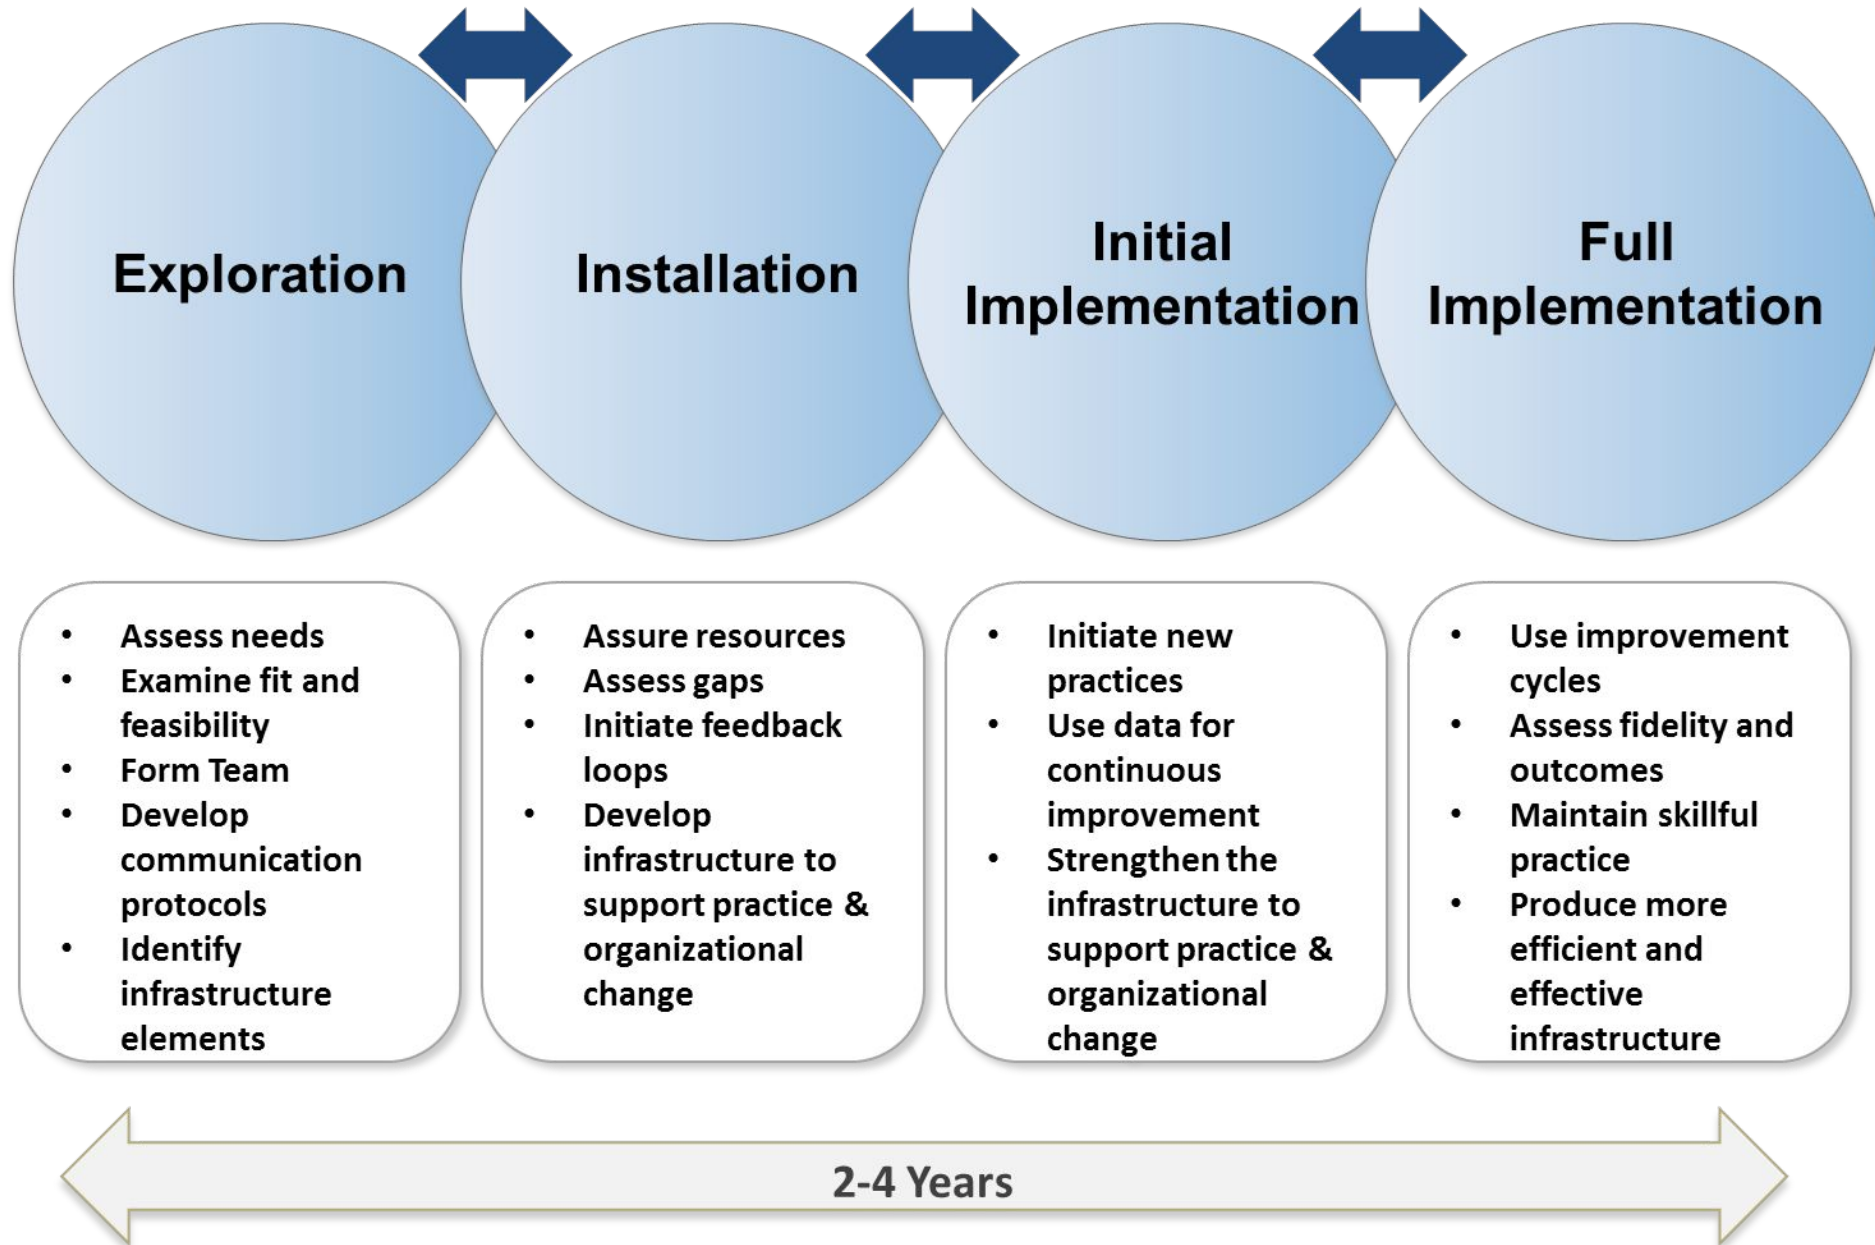 Exploration
Installation
Initial
Implementation
Full
Implementation
• Assess needs
• Examine fit and
feasibility
• Form Team
• Develop
communication
protocols
• Identify
infrastructure
elements
• Assure resources
• Assess gaps
• Initiate feedback
loops
• Develop
infrastructure to
support practice &
organizational
change
• Initiate new
practices
• Use data for
continuous
improvement
• Strengthen the
infrastructure to
support practice &
organizational
change
• Use improvement
cycles
• Assess fidelity and
outcomes
• Maintain skillful
practice
• Produce more
efficient and
effective
infrastructure
2-4 Years